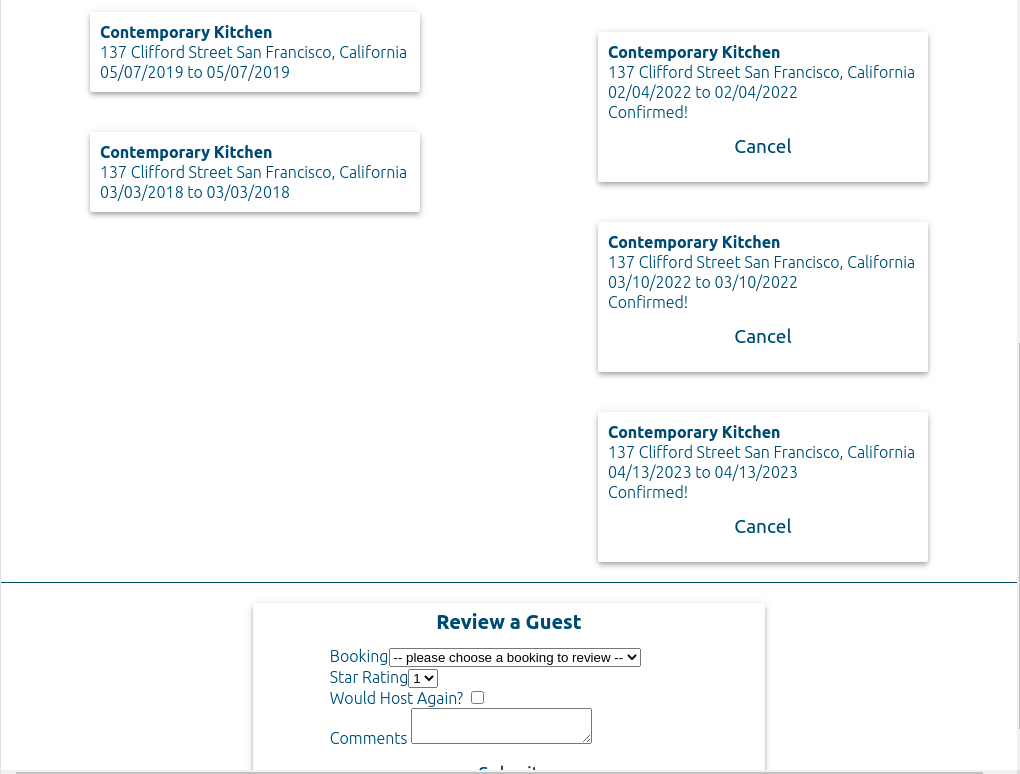 Contemporary Kitchen
137 Clifford Street San Francisco, California
05/07/2019 to 05/07/2019
Contemporary Kitchen
137 Clifford Street San Francisco, California
03/03/2018 to 03/03/2018
Contemporary Kitchen
137 Clifford Street San Francisco, California
02/04/2022 to 02/04/2022
Confirmed!
Cancel
Contemporary Kitchen
137 Clifford Street San Francisco, California
03/10/2022 to 03/10/2022
Confirmed!
Cancel
Contemporary Kitchen
137 Clifford Street San Francisco, California
04/13/2023 to 04/13/2023
Confirmed!
Cancel
Review a Guest
Booking -- please choose a booking to review --
Star Rating 1
Would Host Again?
Comments
Submit